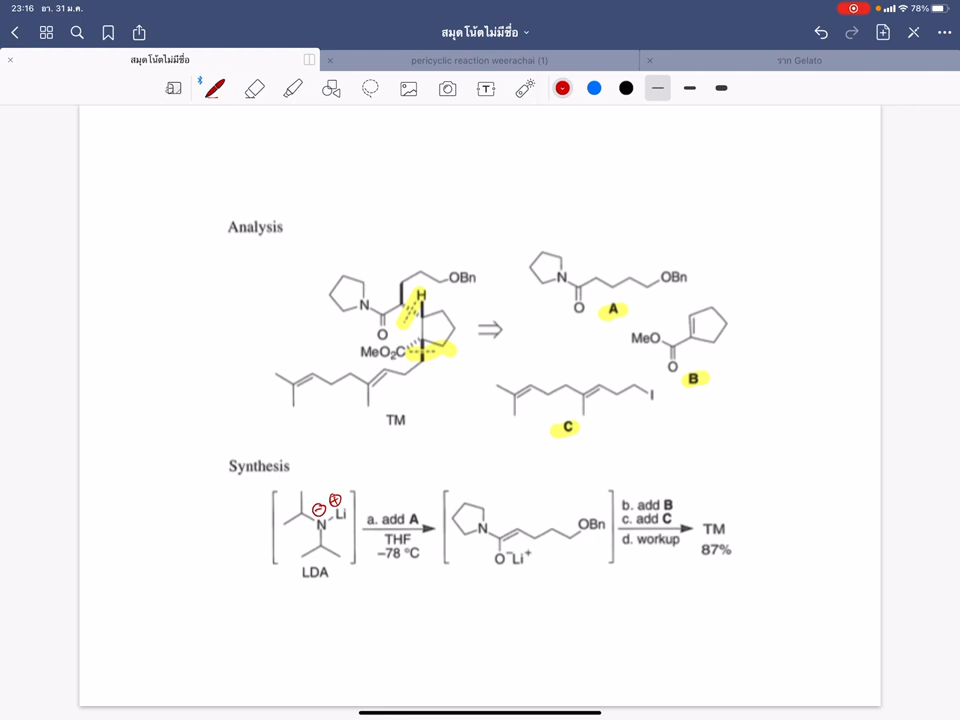 23:16 อา. 31 ม.ค.
78%
สมุดโน้ตไม่มีชื่อ
สมุดโน้ตไม่มีชื่อ
pericyclic reaction weerachai (1)
ราก Gelato
Analysis
OBn
N
H
O
MeO₂C
TM
⇒
N
OBn
O
A
MeO
O
B
I
C
Synthesis
⊖ ⊕
N Li
LDA
a. add A
THF
–78 °C
N
OBn
O⁻Li⁺
b. add B
c. add C
d. workup
TM
87%